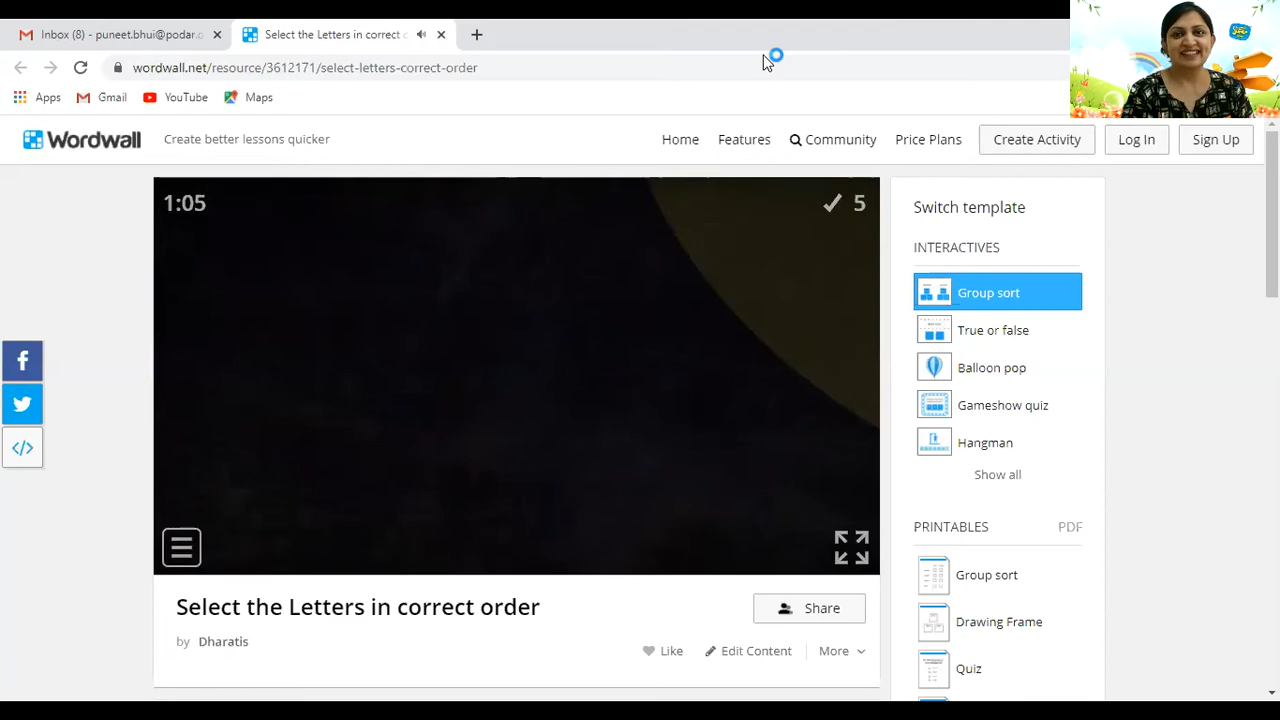 Inbox (8) - puneet.bhui@podar.o
Select the Letters in correct c
wordwall.net/resource/3612171/select-letters-correct-order
Apps Gmail YouTube Maps
Wordwall Create better lessons quicker Home Features Community Price Plans Create Activity Log In Sign Up
1:05 5
Select the Letters in correct order
Share
by Dharatis
Like Edit Content More
Switch template
INTERACTIVES
Group sort
True or false
Balloon pop
Gameshow quiz
Hangman
Show all
PRINTABLES PDF
Group sort
Drawing Frame
Quiz